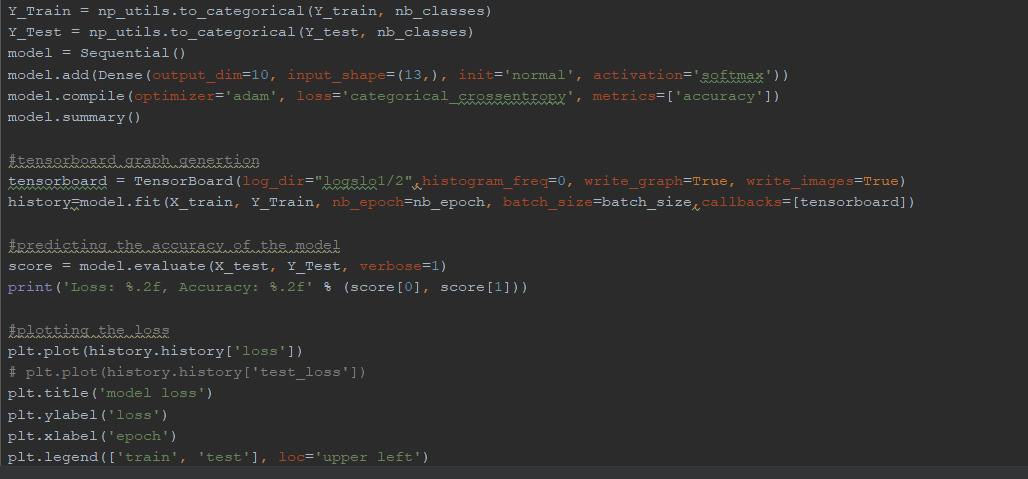 Y_Train = np_utils.to_categorical(Y_train, nb_classes)
Y_Test = np_utils.to_categorical(Y_test, nb_classes)
model = Sequential()
model.add(Dense(output_dim=10, input_shape=(13,), init='normal', activation='softmax'))
model.compile(optimizer='adam', loss='categorical_crossentropy', metrics=['accuracy'])
model.summary()
#tensorboard graph genertion
tensorboard = TensorBoard(log_dir="logslo1/2",histogram_freq=0, write_graph=True, write_images=True)
history=model.fit(X_train, Y_Train, nb_epoch=nb_epoch, batch_size=batch_size,callbacks=[tensorboard])
#predicting the accuracy of the model
score = model.evaluate(X_test, Y_Test, verbose=1)
print('Loss: %.2f, Accuracy: %.2f' % (score[0], score[1]))
#plotting the loss
plt.plot(history.history['loss'])
# plt.plot(history.history['test_loss'])
plt.title('model loss')
plt.ylabel('loss')
plt.xlabel('epoch')
plt.legend(['train', 'test'], loc='upper left')